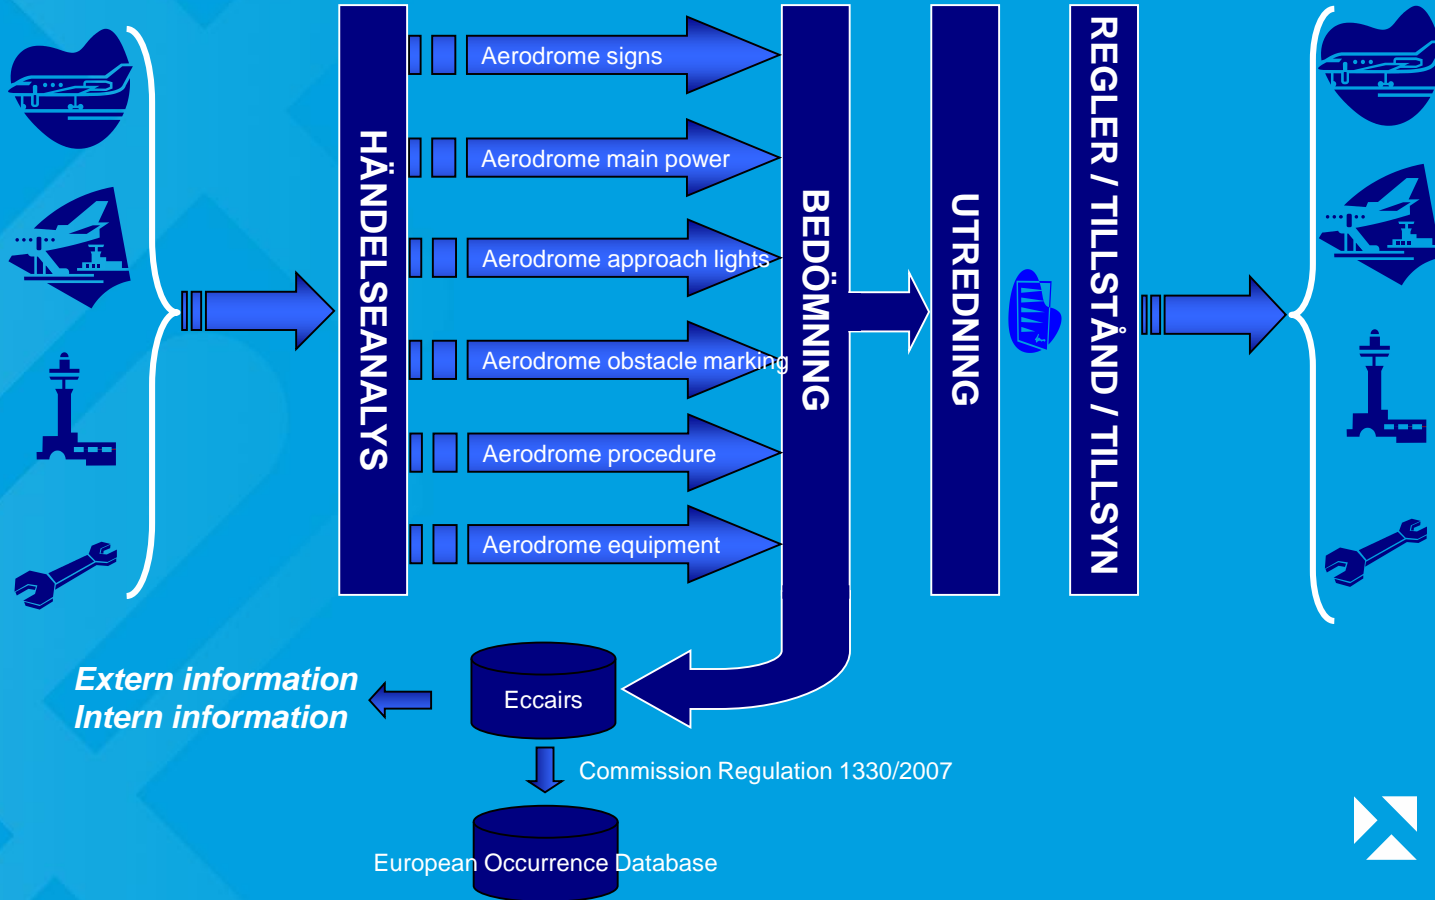 HÄNDELSEANALYS
Aerodrome signs
Aerodrome main power
Aerodrome approach lights
Aerodrome obstacle marking
Aerodrome procedure
Aerodrome equipment
BEDÖMNING
UTREDNING
REGLER / TILLSTÅND / TILLSYN
Extern information
Intern information
Eccairs
Commission Regulation 1330/2007
European Occurrence Database